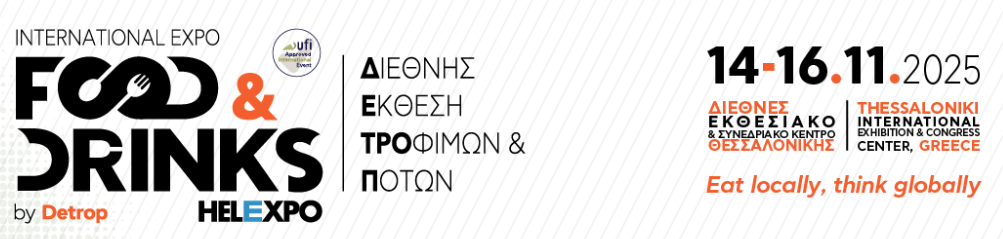 INTERNATIONAL EXPO
ufi
Approved
International
Event
FOOD &
DRINKS
by Detrop
HELEXPO
ΔΙΕΘΝΗΣ
ΕΚΘΕΣΗ
ΤΡΟΦΙΜΩΝ &
ΠΟΤΩΝ
14-16.11.2025
ΔΙΕΘΝΕΣ
ΕΚΘΕΣΙΑΚΟ
& ΣΥΝΕΔΡΙΑΚΟ ΚΕΝΤΡΟ
ΘΕΣΣΑΛΟΝΙΚΗΣ
THESSALONIKI
INTERNATIONAL
EXHIBITION & CONGRESS
CENTER, GREECE
Eat locally, think globally